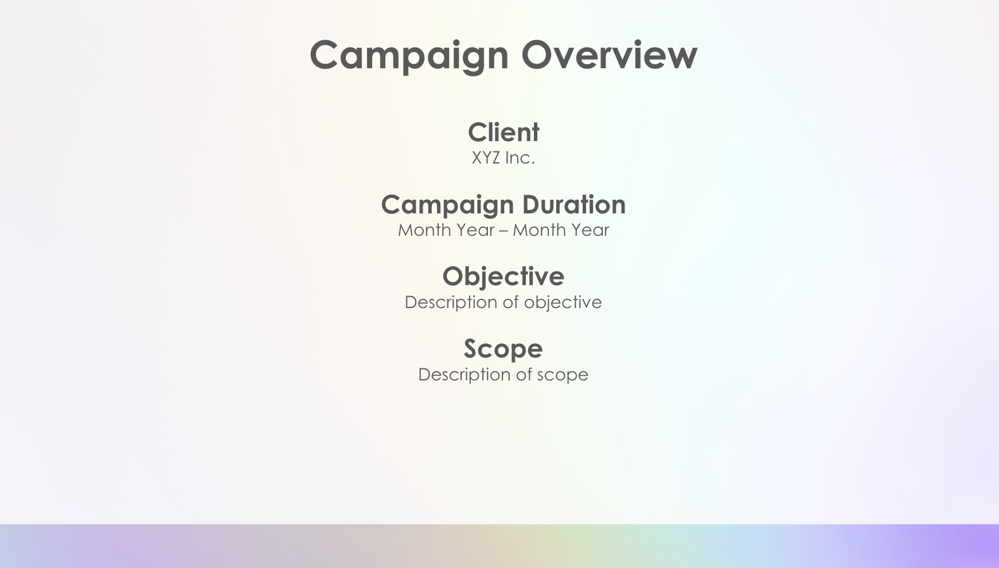 Campaign Overview
Client
XYZ Inc.
Campaign Duration
Month Year – Month Year
Objective
Description of objective
Scope
Description of scope